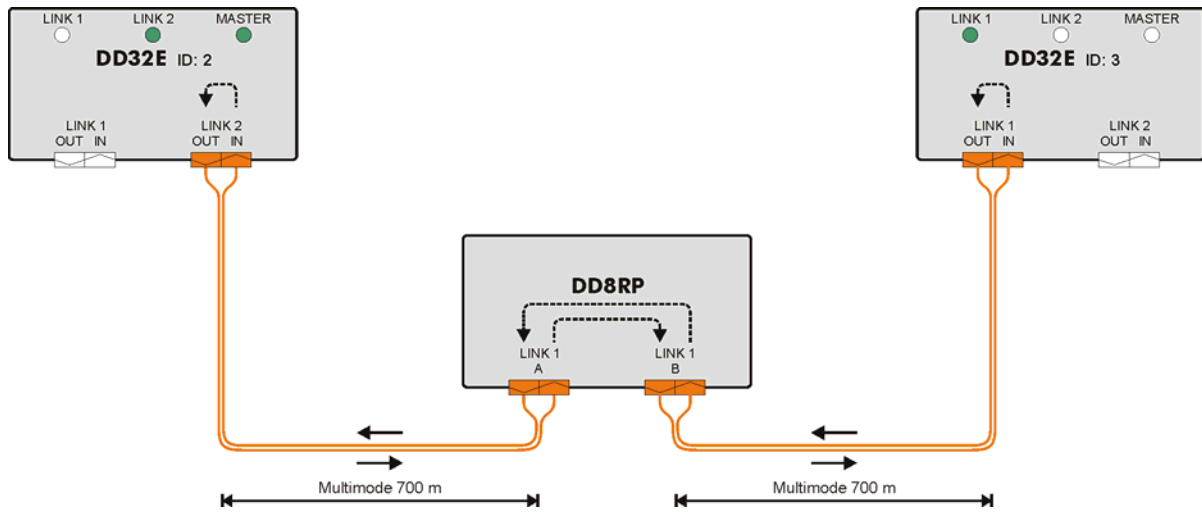 LINK 1 LINK 2 MASTER
DD32E ID: 2
LINK 1 LINK 2
OUT IN OUT IN
LINK 1 LINK 2 MASTER
DD32E ID: 3
LINK 1 LINK 2
OUT IN OUT IN
DD8RP
LINK 1 LINK 1
A B
Multimode 700 m
Multimode 700 m